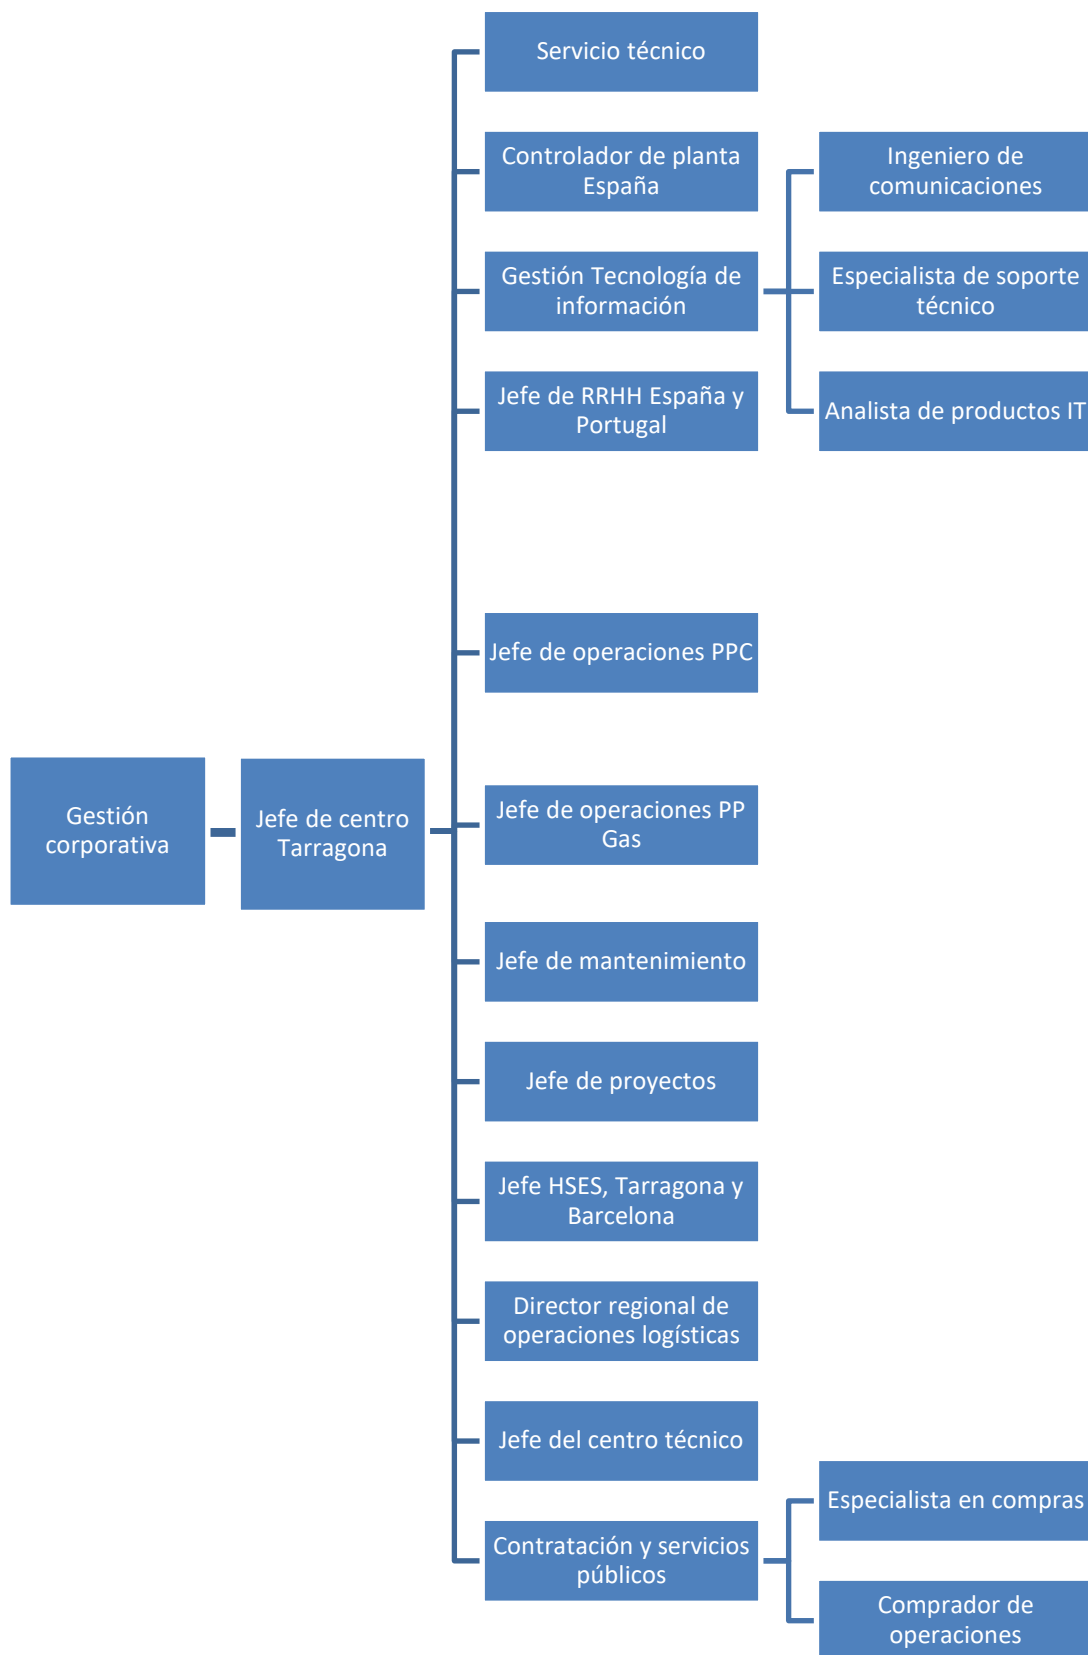 Servicio técnico
Controlador de planta
España
Ingeniero de
comunicaciones
Gestión Tecnología de
información
Especialista de soporte
técnico
Jefe de RRHH España y
Portugal
Analista de productos IT
Jefe de operaciones PPC
Gestión
corporativa
Jefe de centro
Tarragona
Jefe de operaciones PP
Gas
Jefe de mantenimiento
Jefe de proyectos
Jefe HSES, Tarragona y
Barcelona
Director regional de
operaciones logísticas
Jefe del centro técnico
Especialista en compras
Contratación y servicios
públicos
Comprador de
operaciones